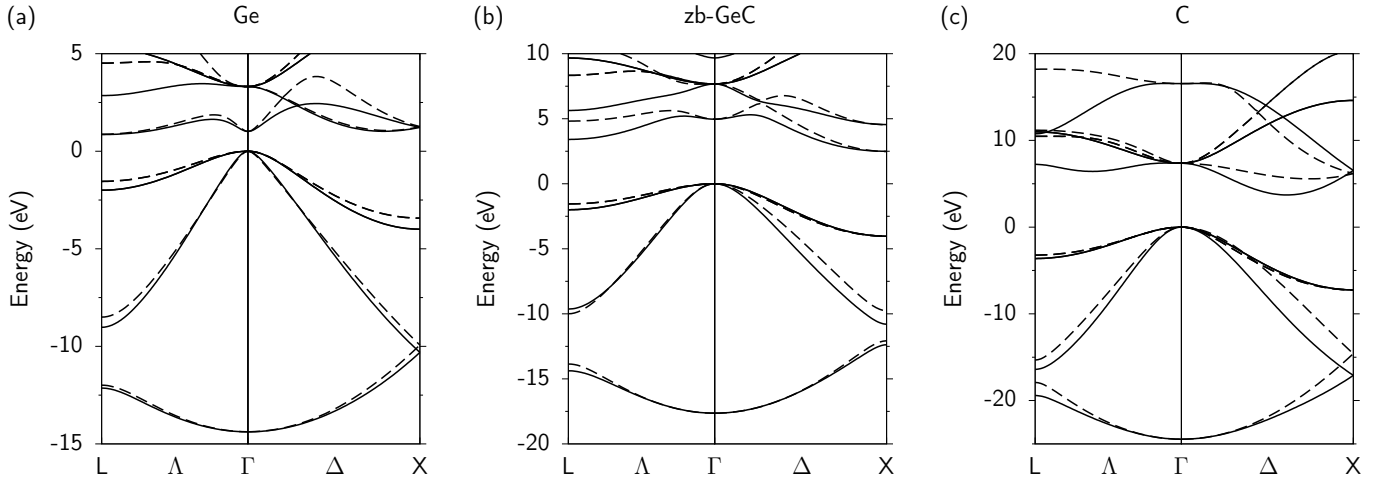 (a) Ge
Energy (eV)
5
0
-5
-10
-15
L Λ Γ Δ X
(b) zb-GeC
Energy (eV)
10
5
0
-5
-10
-15
-20
L Λ Γ Δ X
(c) C
Energy (eV)
20
10
0
-10
-20
L Λ Γ Δ X